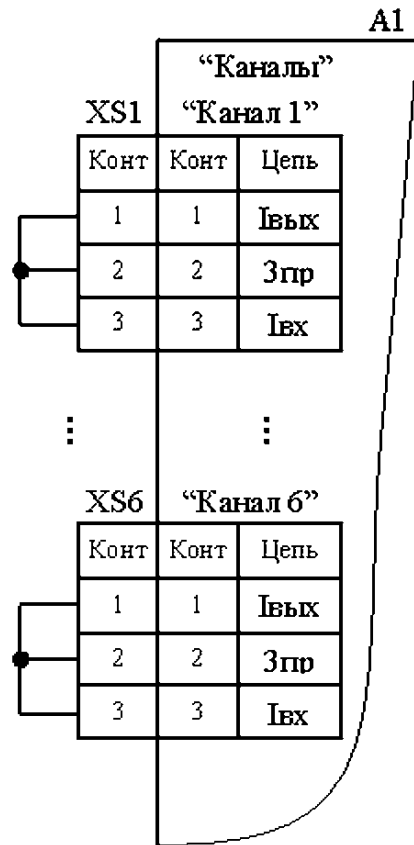 A1
“Каналы”
XS1 “Канал 1”
Конт Конт Цепь
1 1 Iвых
2 2 Зпр
3 3 Iвх
...
...
XS6 “Канал 6”
Конт Конт Цепь
1 1 Iвых
2 2 Зпр
3 3 Iвх